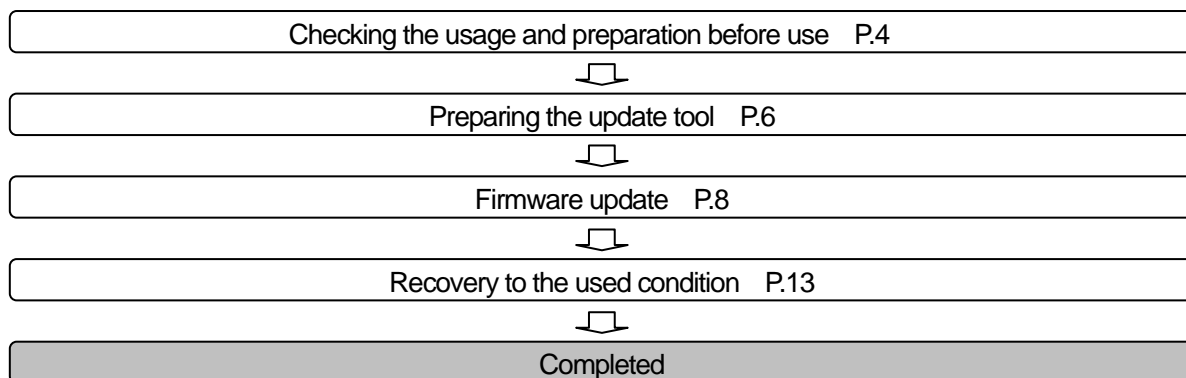 Checking the usage and preparation before use P.4
Preparing the update tool P.6
Firmware update P.8
Recovery to the used condition P.13
Completed